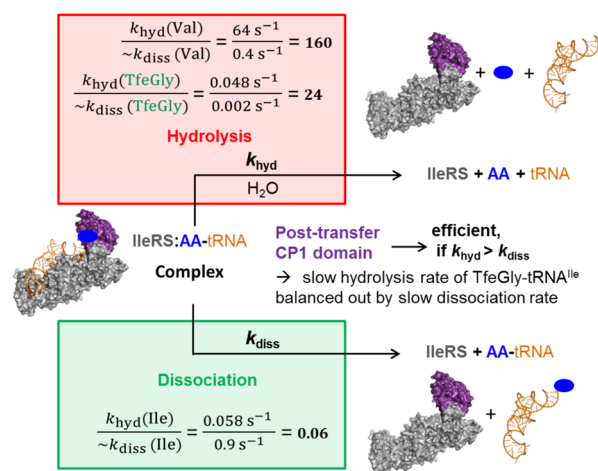 k_hyd(Val) / ~k_diss(Val) = 64 s⁻¹ / 0.4 s⁻¹ = 160
k_hyd(TfeGly) / ~k_diss(TfeGly) = 0.048 s⁻¹ / 0.002 s⁻¹ = 24
Hydrolysis
+ +
k_hyd
H₂O
IleRS + AA + tRNA
IleRS:AA-tRNA
Complex
Post-transfer
CP1 domain
efficient,
if k_hyd > k_diss
→ slow hydrolysis rate of TfeGly-tRNA^Ile
balanced out by slow dissociation rate
k_diss
IleRS + AA-tRNA
Dissociation
+
k_hyd(Ile) / ~k_diss(Ile) = 0.058 s⁻¹ / 0.9 s⁻¹ = 0.06